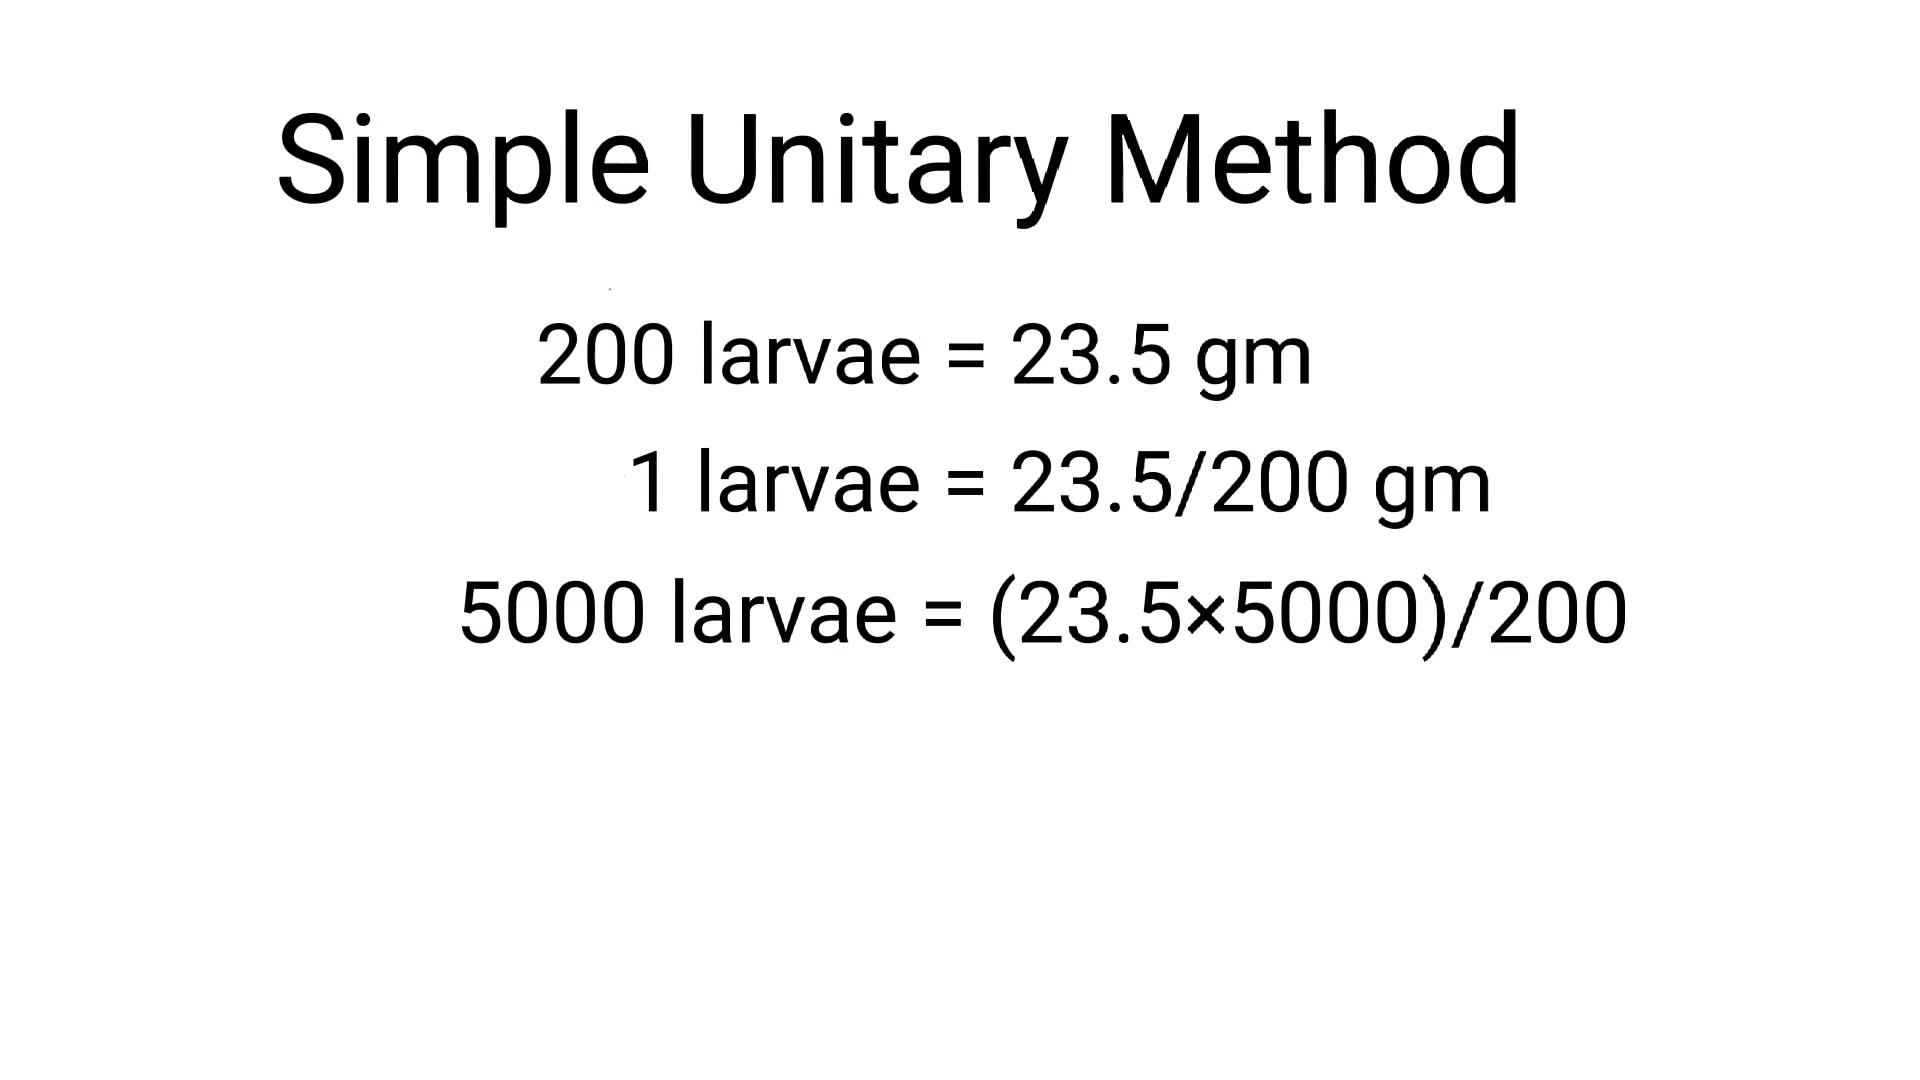 Simple Unitary Method
200 larvae = 23.5 gm
1 larvae = 23.5/200 gm
5000 larvae = (23.5×5000)/200